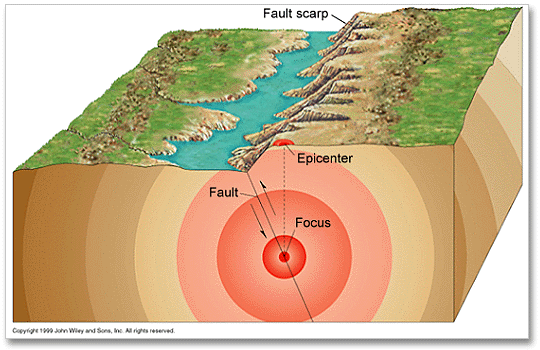 Fault scarp
Epicenter
Fault
Focus
Copyright 1999 John Wiley and Sons, Inc. All rights reserved.